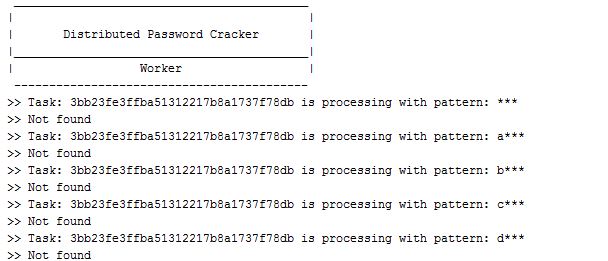 Distributed Password Cracker
Worker
>> Task: 3bb23fe3ffba51312217b8a1737f78db is processing with pattern: ***
>> Not found
>> Task: 3bb23fe3ffba51312217b8a1737f78db is processing with pattern: a***
>> Not found
>> Task: 3bb23fe3ffba51312217b8a1737f78db is processing with pattern: b***
>> Not found
>> Task: 3bb23fe3ffba51312217b8a1737f78db is processing with pattern: c***
>> Not found
>> Task: 3bb23fe3ffba51312217b8a1737f78db is processing with pattern: d***
>> Not found